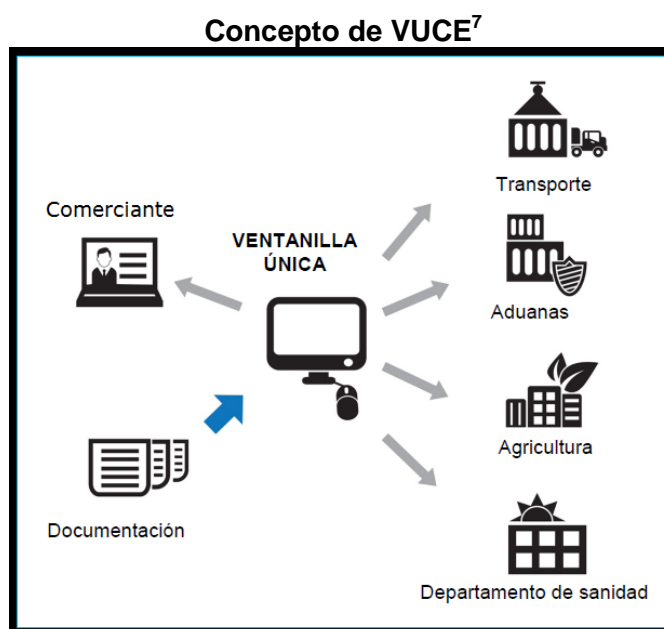 Concepto de VUCE⁷
Comerciante
VENTANILLA
ÚNICA
Documentación
Transporte
Aduanas
Agricultura
Departamento de sanidad